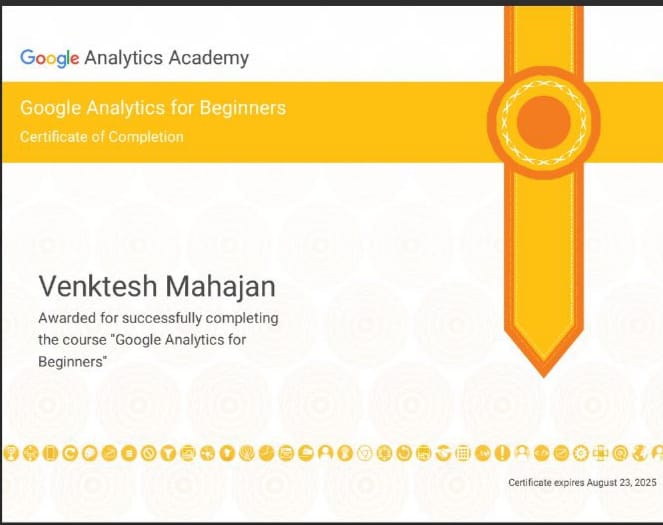 Google Analytics Academy
Google Analytics for Beginners
Certificate of Completion
Venktesh Mahajan
Awarded for successfully completing
the course "Google Analytics for
Beginners"
Certificate expires August 23, 2025